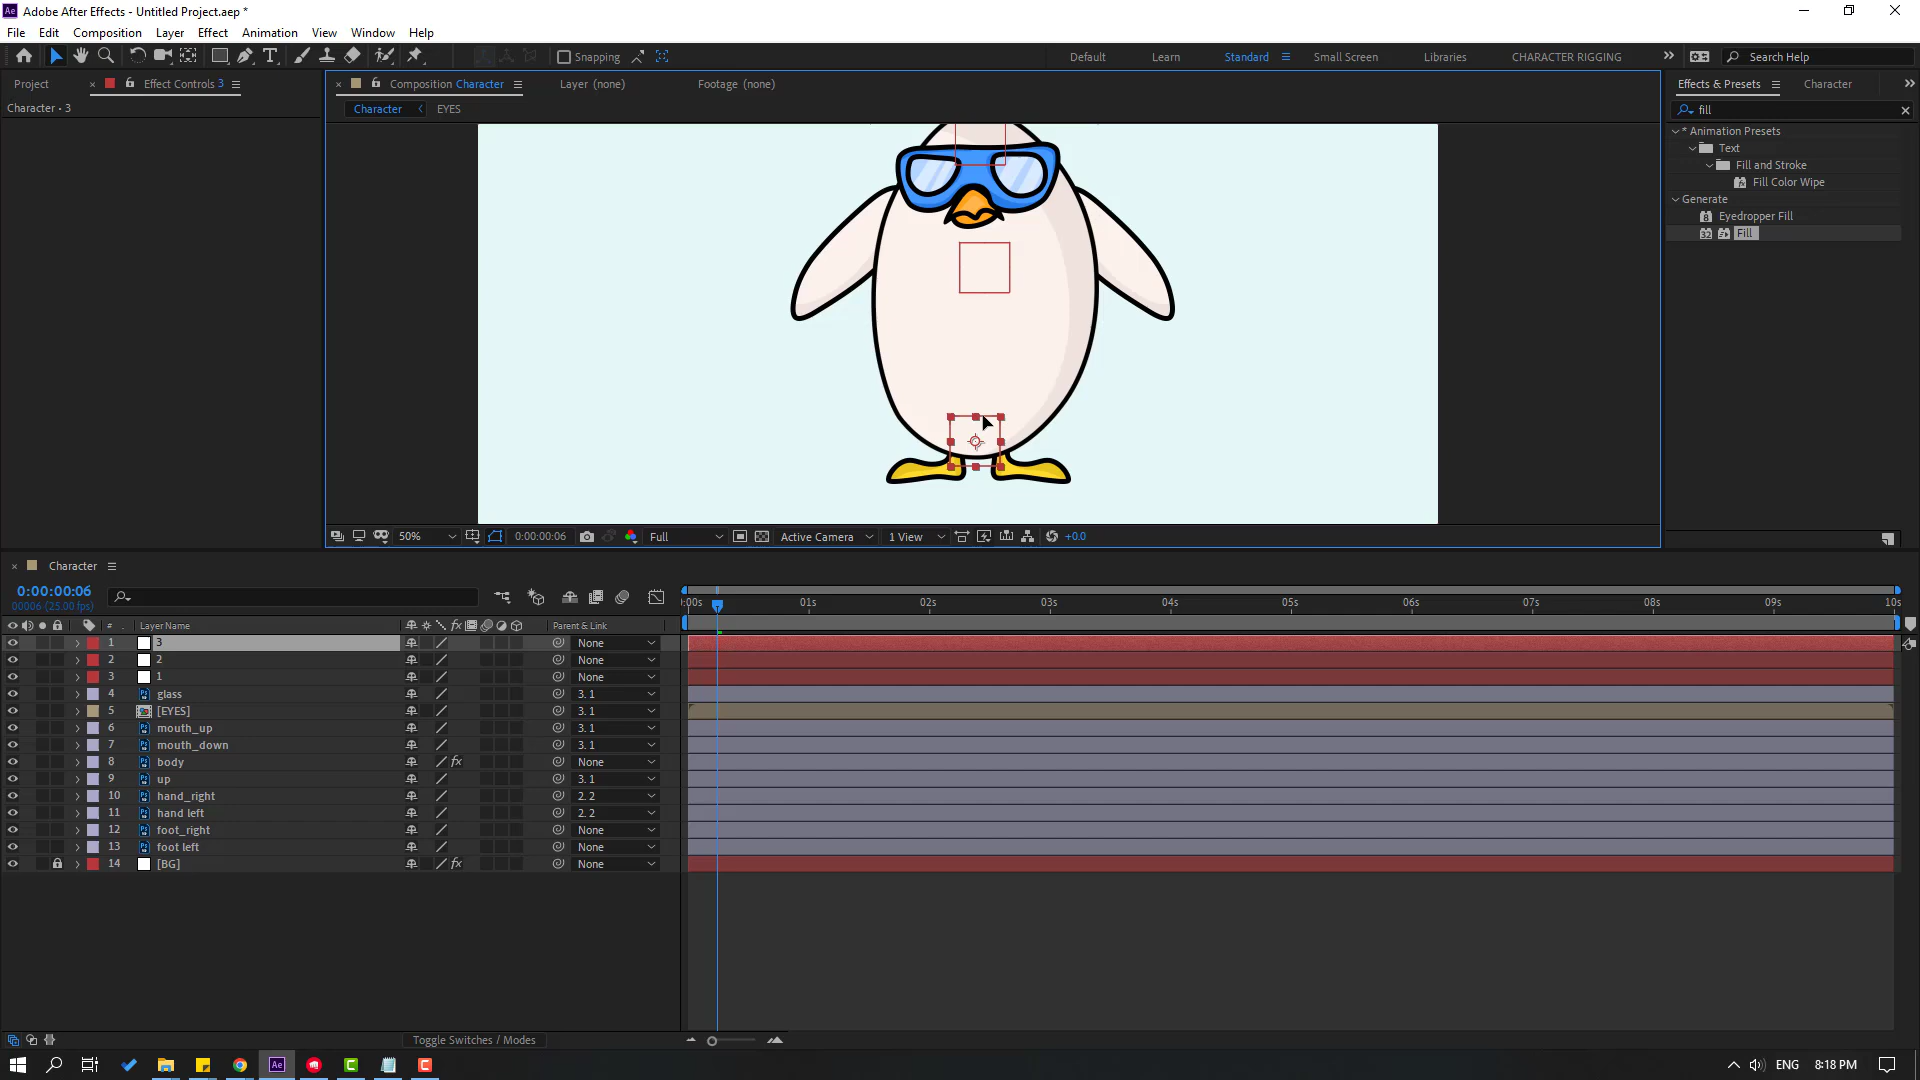 Adobe After Effects - Untitled Project.aep *
File Edit Composition Layer Effect Animation View Window Help
Snapping Default Learn Standard Small Screen Libraries CHARACTER RIGGING Search Help
Project Effect Controls 3
Character • 3
Composition Character Layer (none) Footage (none)
Character EYES
Effects & Presets Character
fill
* Animation Presets
Text
Fill and Stroke
Fill Color Wipe
Generate
Eyedropper Fill
Fill
50% 0:00:00:06 Full Active Camera 1 View +0.0
Character
0:00:00:06
00006 (25.00 fps)
:00s 01s 02s 03s 04s 05s 06s 07s 08s 09s 10s
# Layer Name Parent & Link
1 3 None
2 2 None
3 1 None
4 glass 3. 1
5 [EYES] 3. 1
6 mouth_up 3. 1
7 mouth_down 3. 1
8 body None
9 up 3. 1
10 hand_right 2. 2
11 hand left 2. 2
12 foot_right None
13 foot left None
14 [BG] None
Toggle Switches / Modes
ENG 8:18 PM